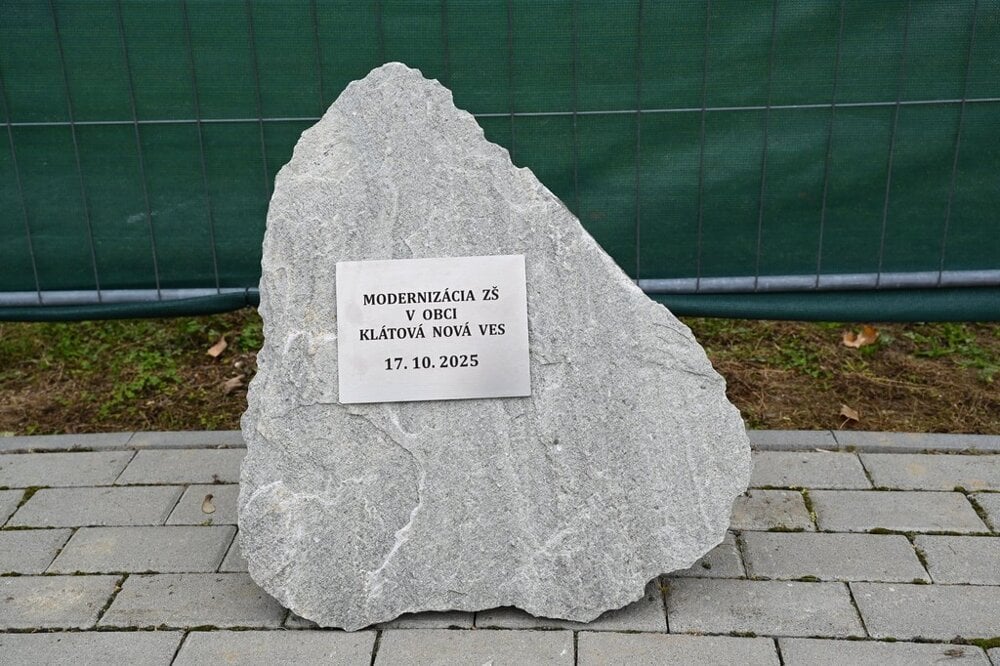 MODERNIZÁCIA ZŠ
V OBCI
KLÁTOVÁ NOVÁ VES
17. 10. 2025